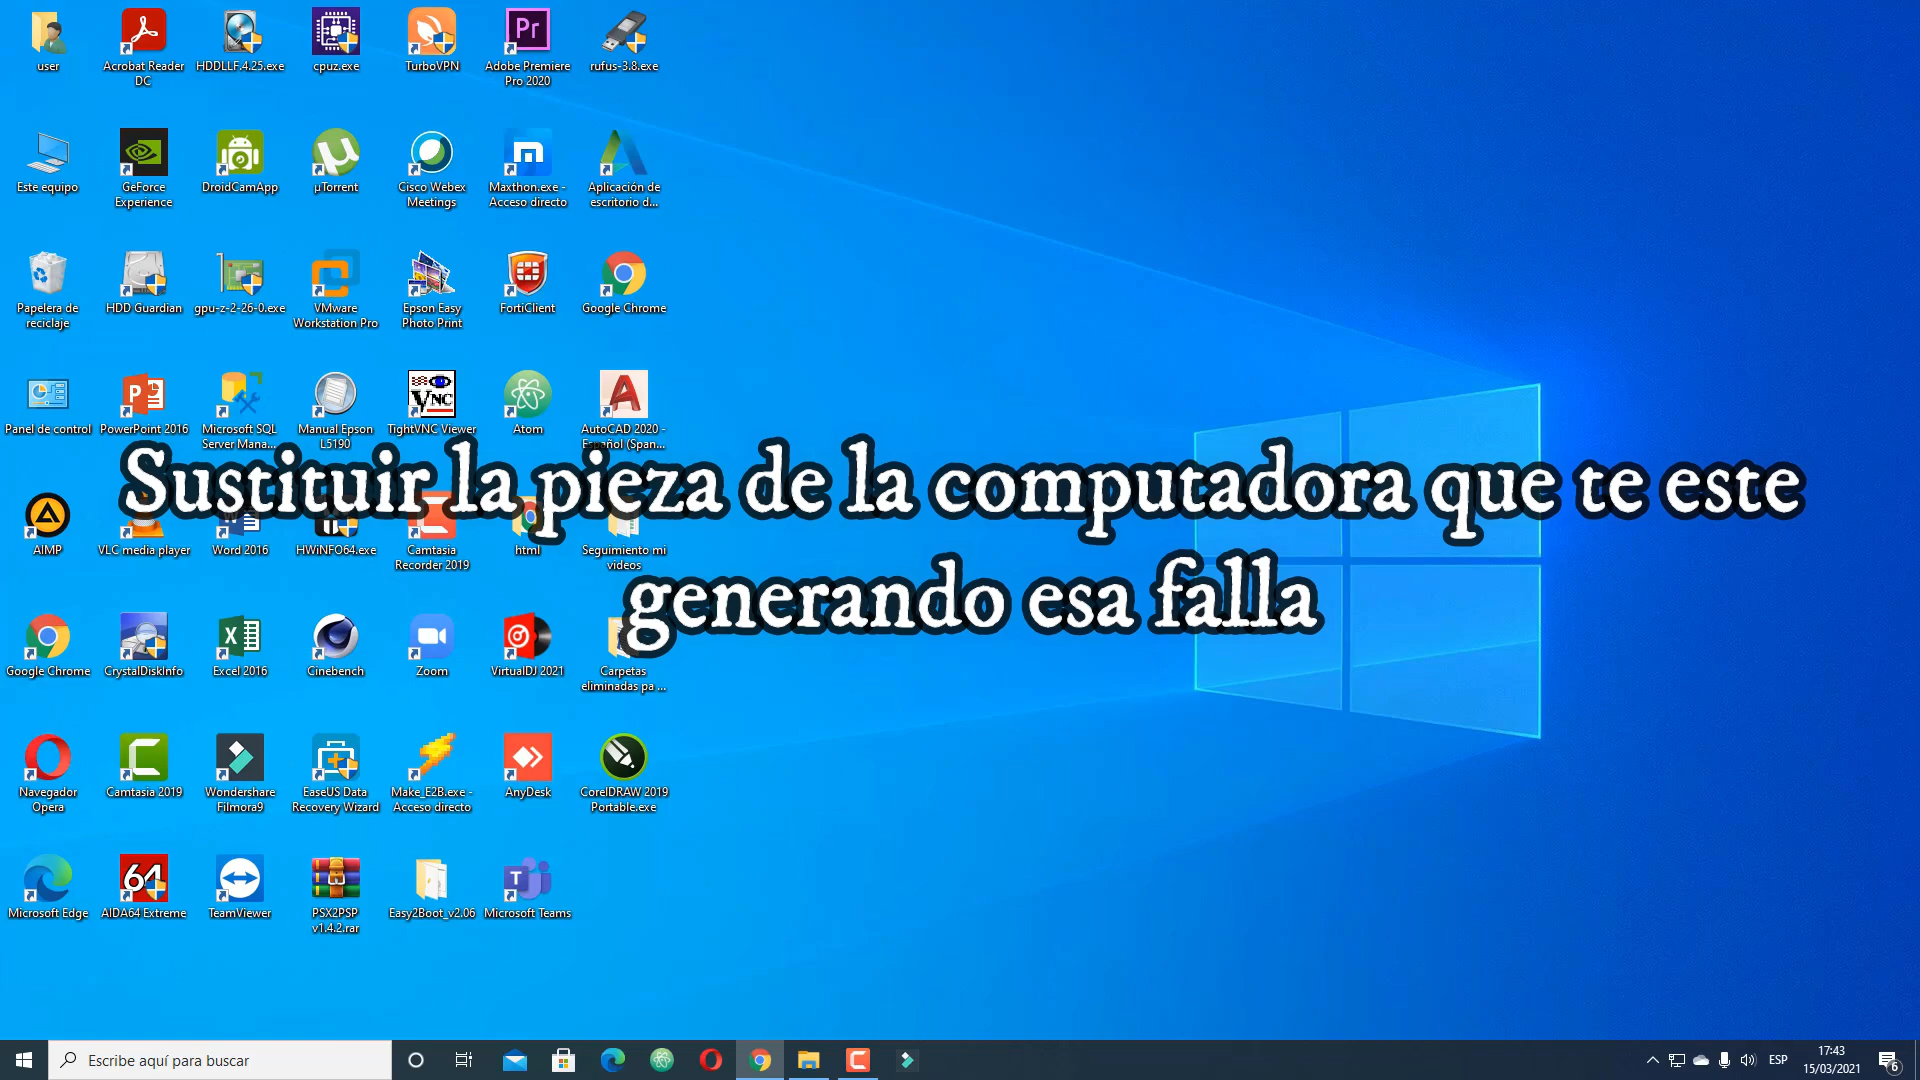 user
Acrobat Reader
DC
HDDLLF.4.25.exe
cpuz.exe
TurboVPN
Pr
Adobe Premiere
Pro 2020
rufus-3.8.exe
Este equipo
GeForce
Experience
DroidCamApp
µTorrent
Cisco Webex
Meetings
Maxthon.exe -
Acceso directo
Aplicación de
escritorio d...
Papelera de
reciclaje
HDD Guardian
gpu-z-2-26-0.exe
VMware
Workstation Pro
Epson Easy
Photo Print
FortiClient
Google Chrome
Panel de control
PowerPoint 2016
Microsoft SQL
Server Mana...
Manual Epson
L5190
VNC
TightVNC Viewer
Atom
AutoCAD 2020 -
Español (Span...
Sustituir la pieza de la computadora que te este
generando esa falla
AIMP
VLC media player
Word 2016
HWiNFO64.exe
Camtasia
Recorder 2019
html
Seguimiento mi
videos
Google Chrome
CrystalDiskInfo
Excel 2016
Cinebench
Zoom
VirtualDJ 2021
Carpetas
eliminadas pa ...
Navegador
Opera
Camtasia 2019
Wondershare
Filmora9
EaseUS Data
Recovery Wizard
Make_E2B.exe -
Acceso directo
AnyDesk
CorelDRAW 2019
Portable.exe
Microsoft Edge
64
AIDA64 Extreme
TeamViewer
PSX2PSP
v1.4.2.rar
Easy2Boot_v2.06
Microsoft Teams
Escribe aquí para buscar
ESP
17:43
15/03/2021
6